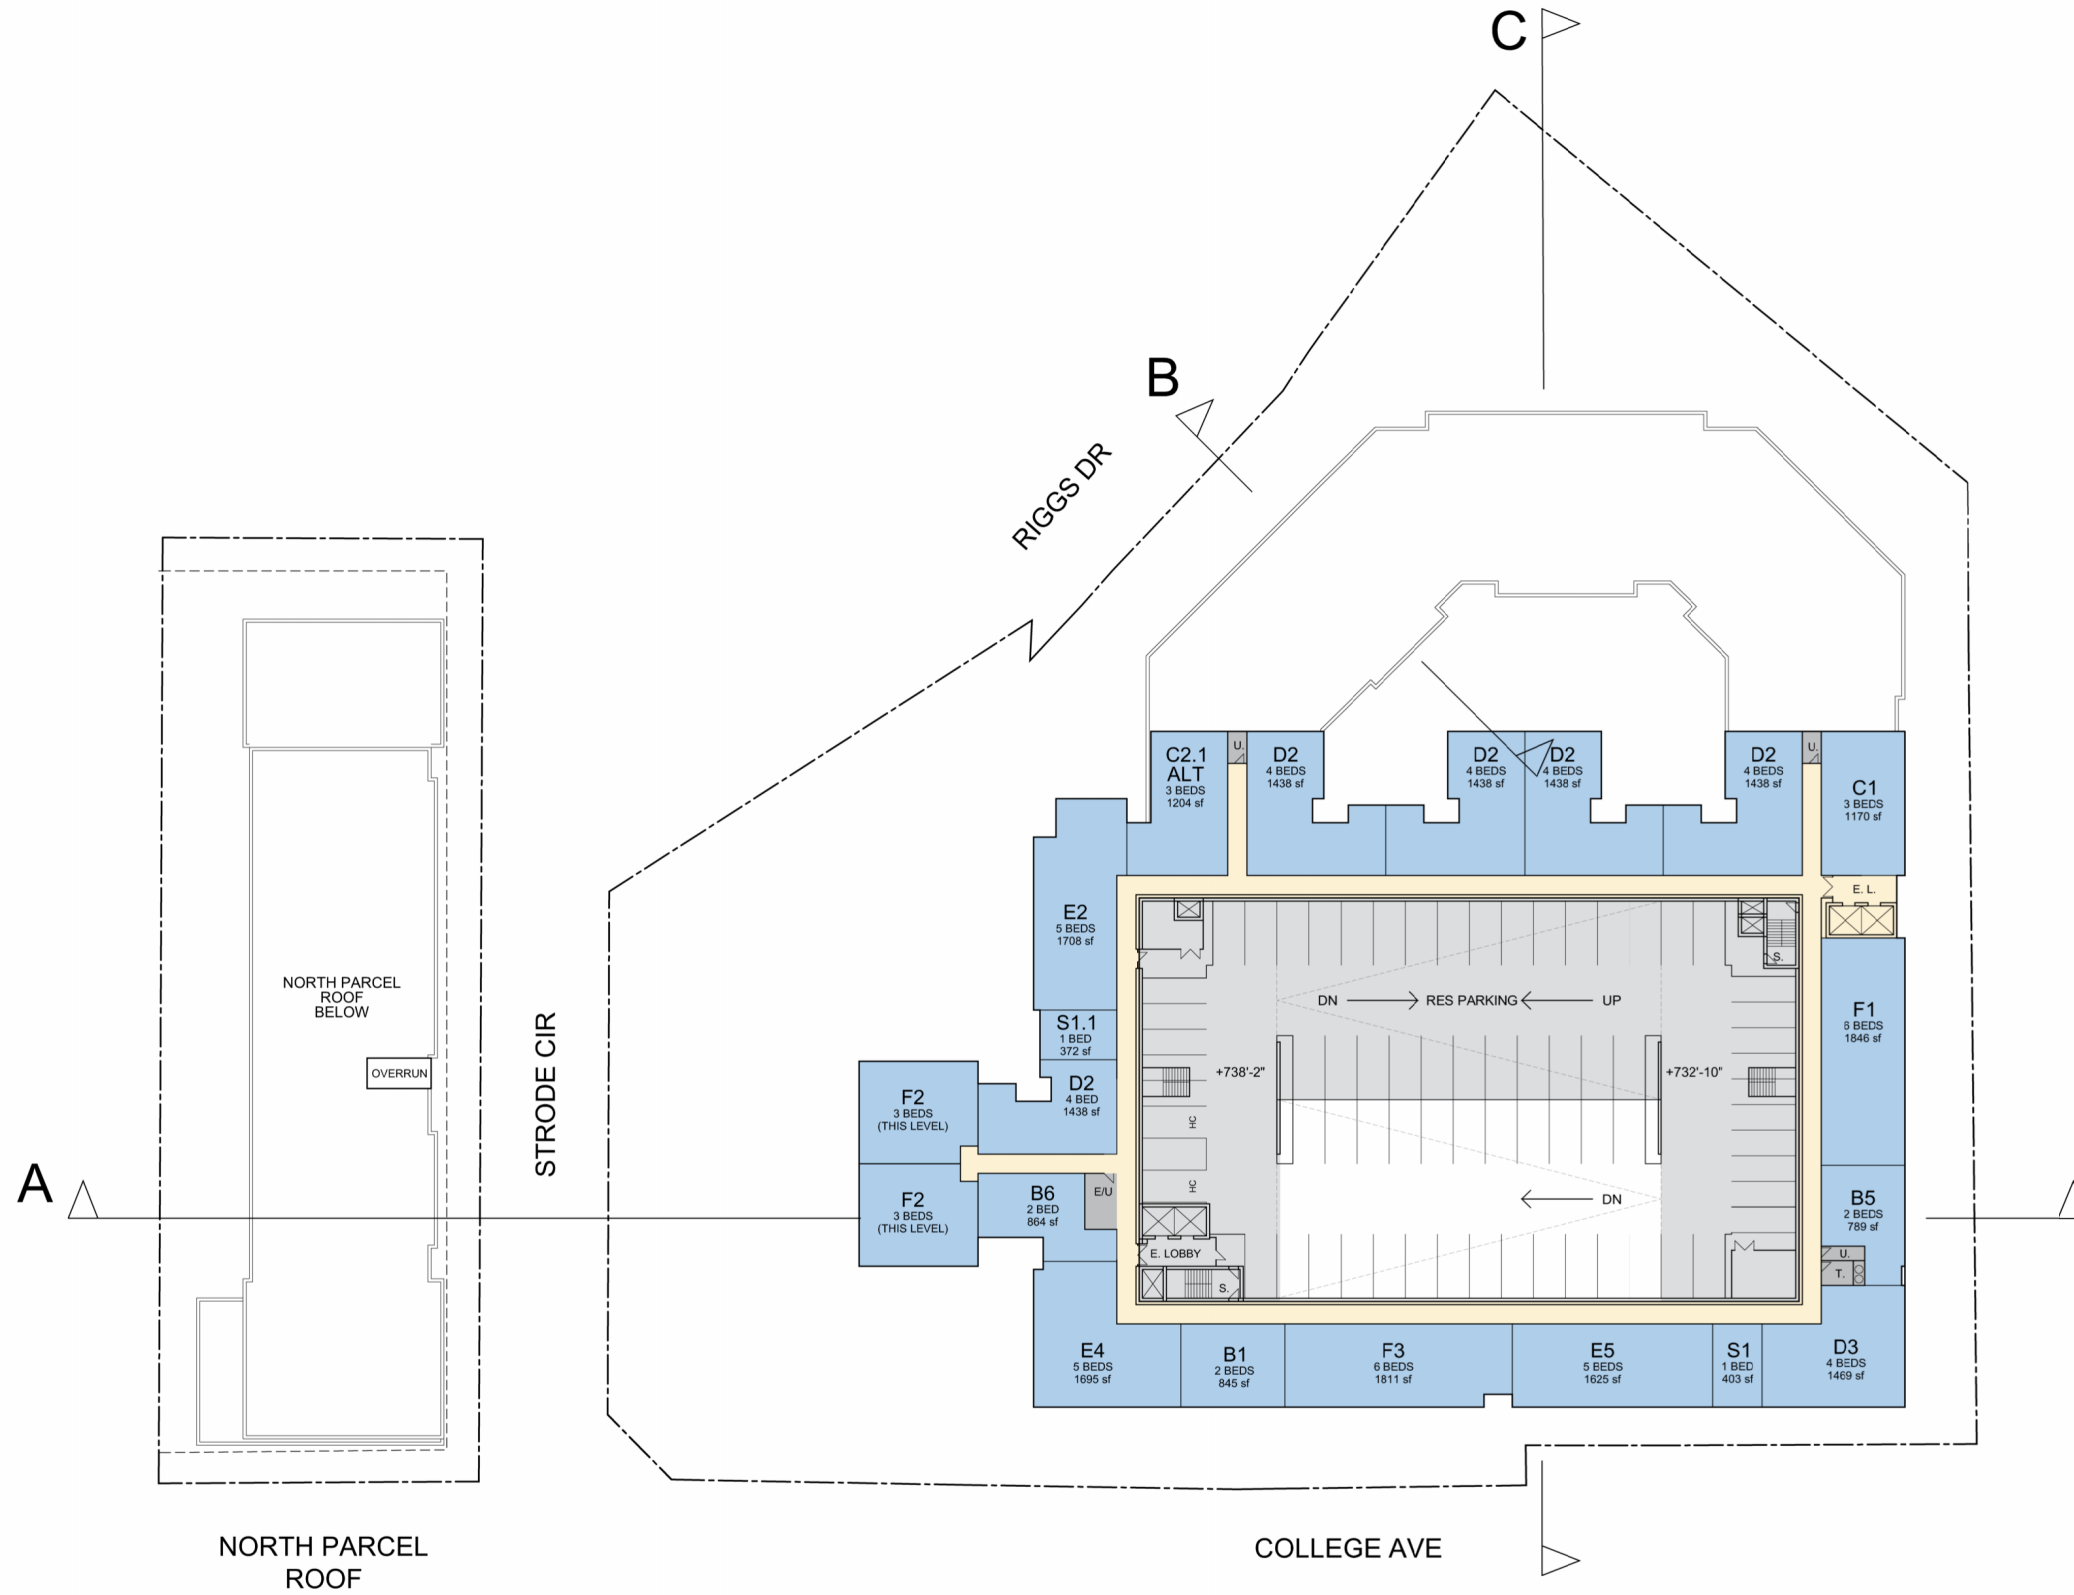 C
B
RIGGS DR
C2.1
ALT
3 BEDS
1204 sf
U.
D2
4 BEDS
1438 sf
D2
4 BEDS
1438 sf
D2
4 BEDS
1438 sf
D2
4 BEDS
1438 sf
U.
C1
3 BEDS
1170 sf
E. L.
E2
5 BEDS
1708 sf
S.
NORTH PARCEL
ROOF
BELOW
DN
RES PARKING
UP
F1
6 BEDS
1846 sf
S1.1
1 BED
372 sf
OVERRUN
STRODE CIR
+738'-2"
+732'-10"
F2
3 BEDS
(THIS LEVEL)
D2
4 BED
1438 sf
HC
A
F2
3 BEDS
(THIS LEVEL)
B6
2 BED
864 sf
E/U
HC
DN
B5
2 BEDS
789 sf
E. LOBBY
U.
T.
S.
E4
5 BEDS
1695 sf
B1
2 BEDS
845 sf
F3
6 BEDS
1811 sf
E5
5 BEDS
1625 sf
S1
1 BED
403 sf
D3
4 BEDS
1469 sf
NORTH PARCEL
ROOF
COLLEGE AVE